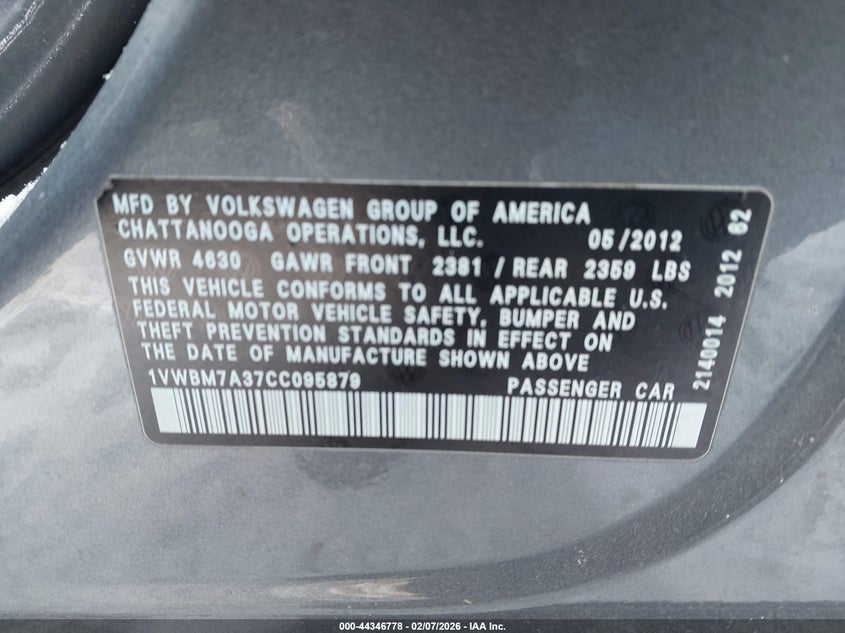 MFD BY VOLKSWAGEN GROUP OF AMERICA
CHATTANOOGA OPERATIONS, LLC. 05/2012
GVWR 4630 GAWR FRONT 2381 / REAR 2359 LBS
THIS VEHICLE CONFORMS TO ALL APPLICABLE U.S.
FEDERAL MOTOR VEHICLE SAFETY, BUMPER AND
THEFT PREVENTION STANDARDS IN EFFECT ON
THE DATE OF MANUFACTURE SHOWN ABOVE
1VWBM7A37CC095879 PASSENGER CAR
2140014 2012 62
000-44346778 - 02/07/2026 - IAA Inc.